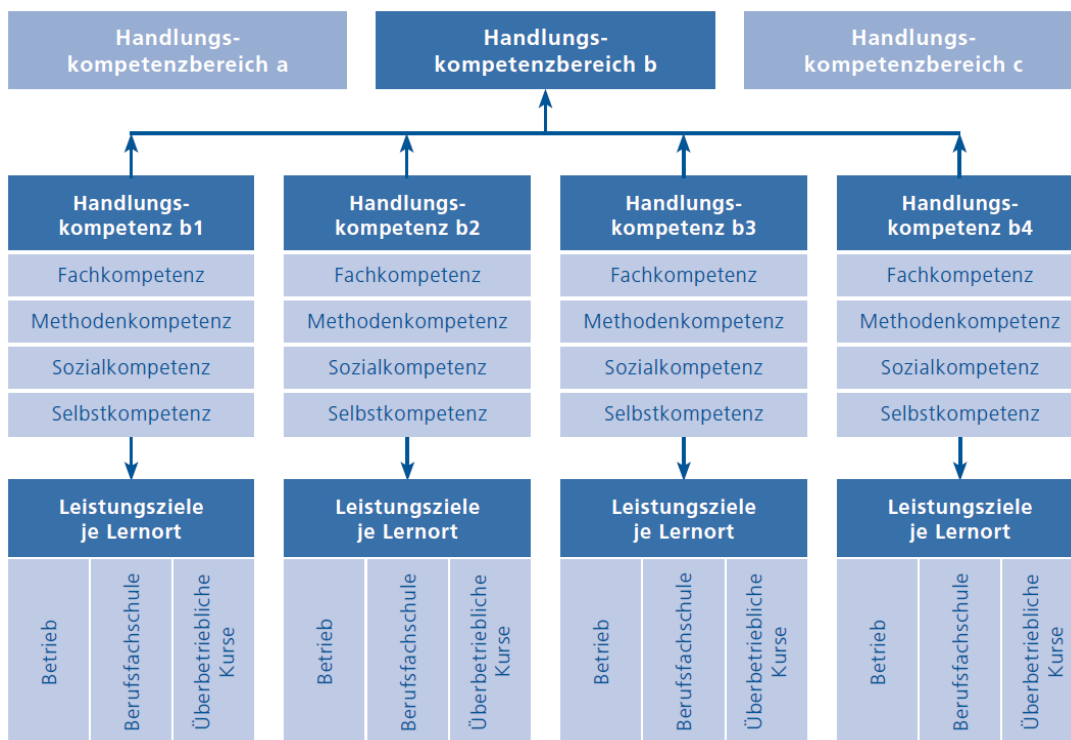 Handlungs-
kompetenzbereich a
Handlungs-
kompetenzbereich b
Handlungs-
kompetenzbereich c
Handlungs-
kompetenz b1
Fachkompetenz
Methodenkompetenz
Sozialkompetenz
Selbstkompetenz
Leistungsziele
je Lernort
Betrieb
Berufsfachschule
Überbetriebliche
Kurse
Handlungs-
kompetenz b2
Fachkompetenz
Methodenkompetenz
Sozialkompetenz
Selbstkompetenz
Leistungsziele
je Lernort
Betrieb
Berufsfachschule
Überbetriebliche
Kurse
Handlungs-
kompetenz b3
Fachkompetenz
Methodenkompetenz
Sozialkompetenz
Selbstkompetenz
Leistungsziele
je Lernort
Betrieb
Berufsfachschule
Überbetriebliche
Kurse
Handlungs-
kompetenz b4
Fachkompetenz
Methodenkompetenz
Sozialkompetenz
Selbstkompetenz
Leistungsziele
je Lernort
Betrieb
Berufsfachschule
Überbetriebliche
Kurse